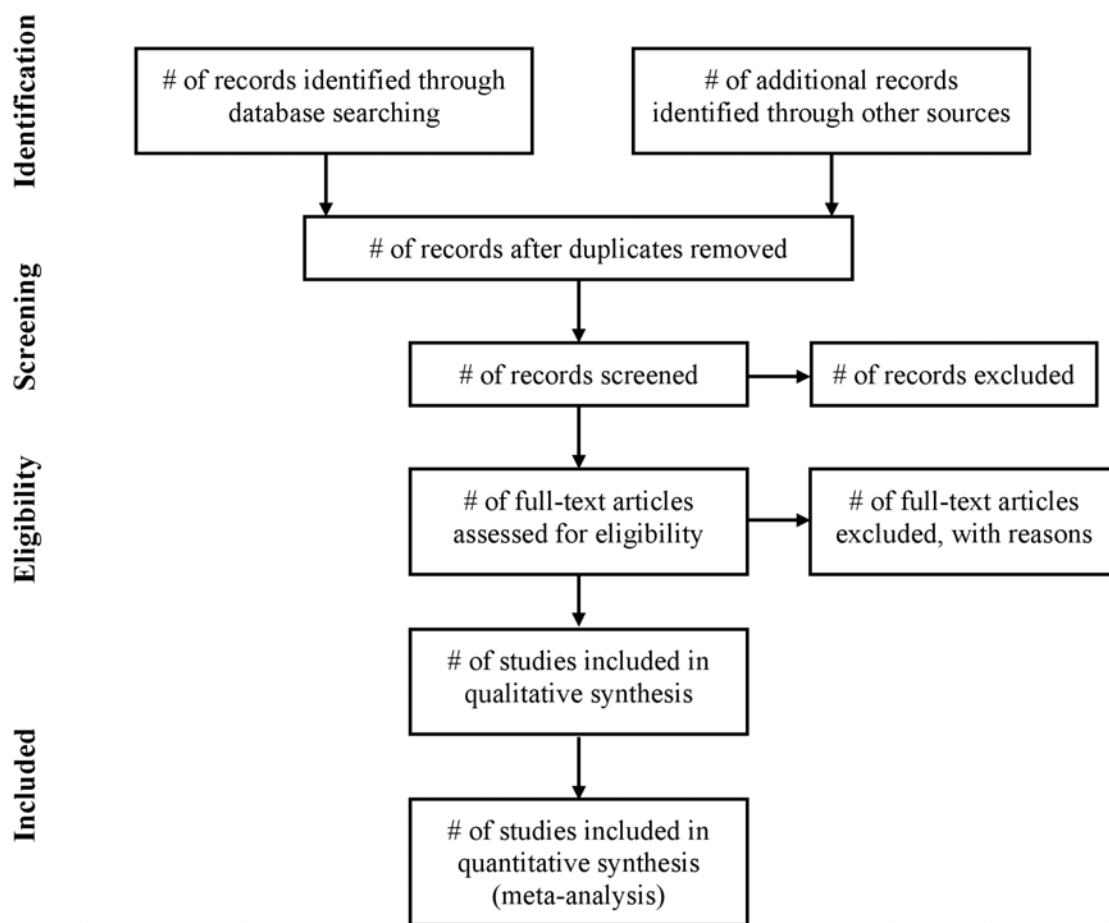 Identification
# of records identified through
database searching
# of additional records
identified through other sources
# of records after duplicates removed
Screening
# of records screened
# of records excluded
Eligibility
# of full-text articles
assessed for eligibility
# of full-text articles
excluded, with reasons
Included
# of studies included in
qualitative synthesis
# of studies included in
quantitative synthesis
(meta-analysis)